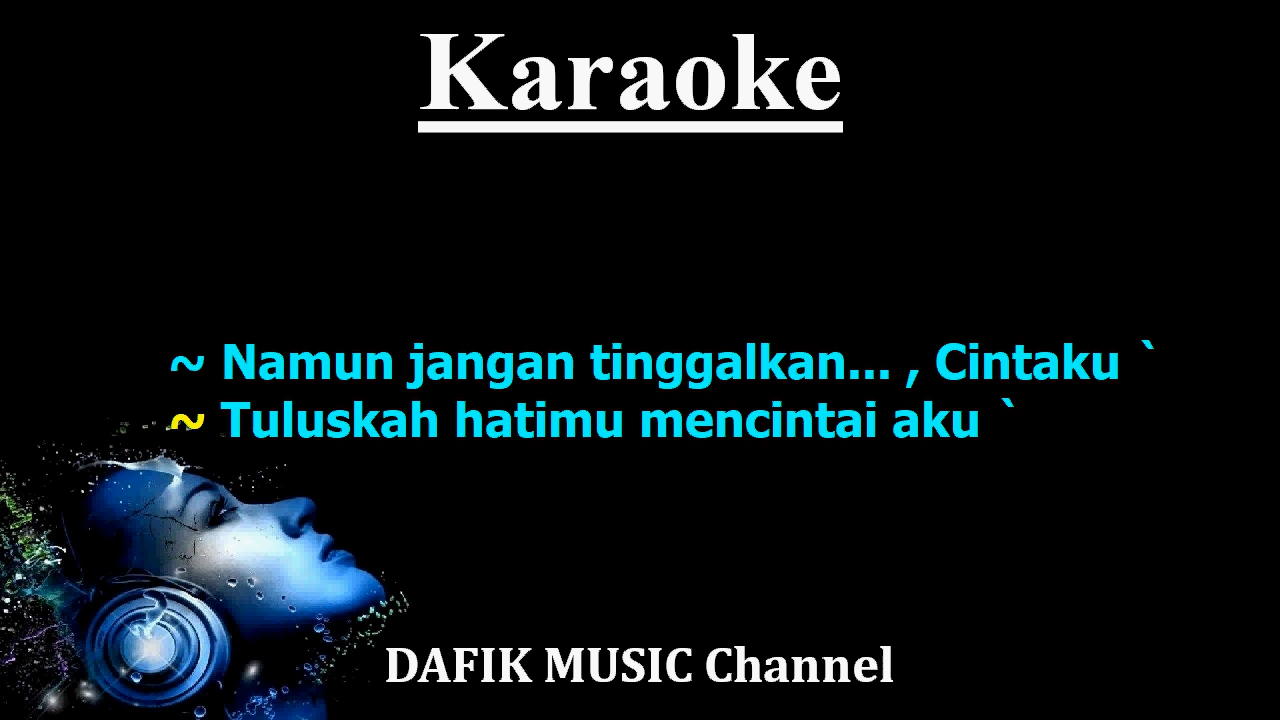 Karaoke
~ Namun jangan tinggalkan... , Cintaku `
~ Tuluskah hatimu mencintai aku `
DAFIK MUSIC Channel